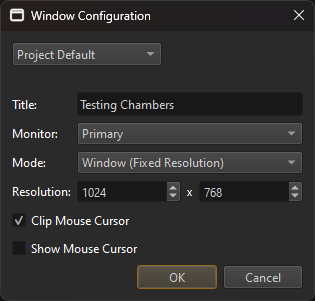 Window Configuration
Project Default
Title: Testing Chambers
Monitor: Primary
Mode: Window (Fixed Resolution)
Resolution: 1024 x 768
Clip Mouse Cursor
Show Mouse Cursor
OK Cancel